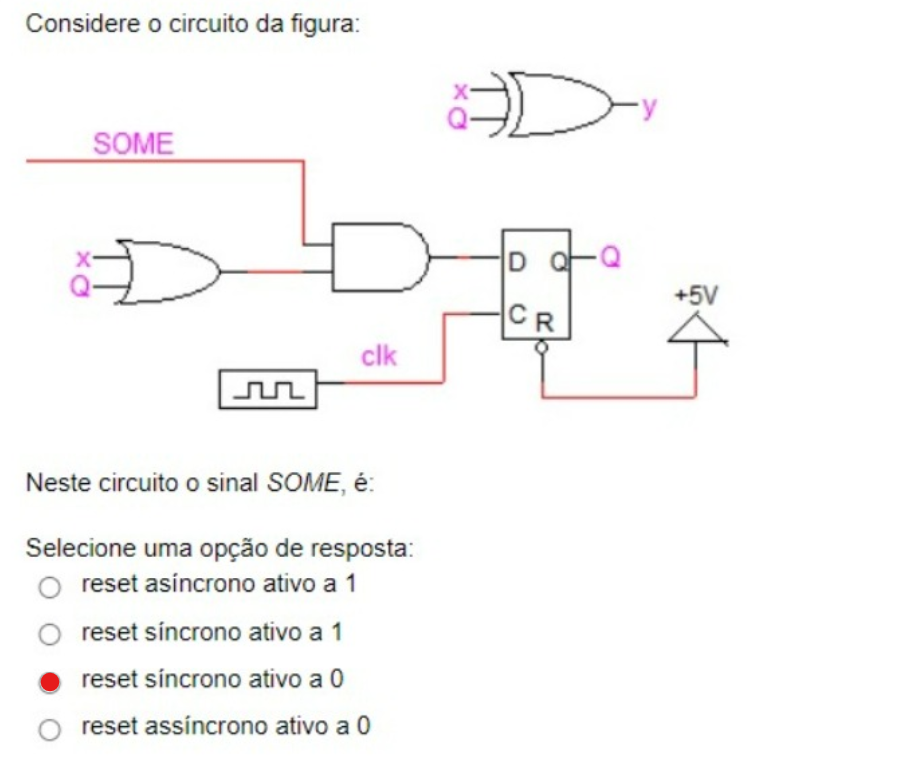 Considere o circuito da figura:
x
Q
y
SOME
x
Q
D Q
Q
C R
+5V
clk
Neste circuito o sinal SOME, é:
Selecione uma opção de resposta:
reset asíncrono ativo a 1
reset síncrono ativo a 1
reset síncrono ativo a 0
reset assíncrono ativo a 0